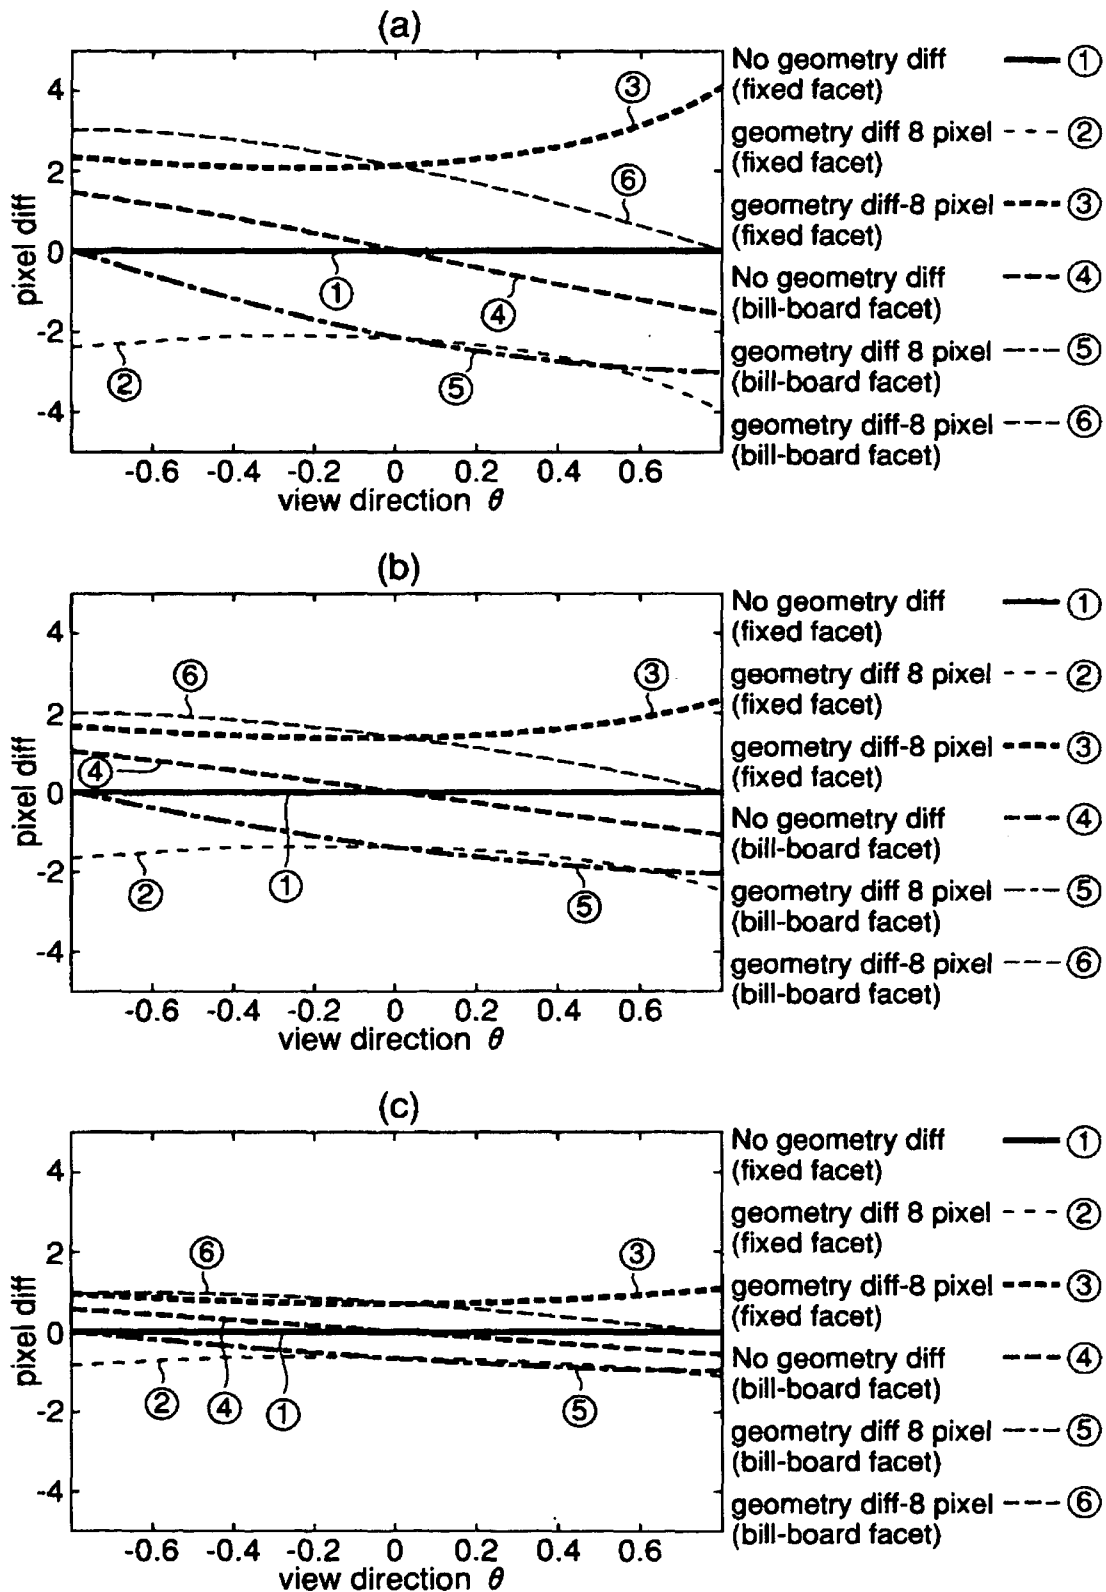 (a)
4
2
0
-2
-4
pixel diff
③
⑥
①
④
②
⑤
-0.6 -0.4 -0.2 0 0.2 0.4 0.6
view direction θ
No geometry diff ①
(fixed facet)
geometry diff 8 pixel ②
(fixed facet)
geometry diff-8 pixel ③
(fixed facet)
No geometry diff ④
(bill-board facet)
geometry diff 8 pixel ⑤
(bill-board facet)
geometry diff-8 pixel ⑥
(bill-board facet)
(b)
4
2
0
-2
-4
pixel diff
⑥
③
④
②
①
⑤
-0.6 -0.4 -0.2 0 0.2 0.4 0.6
view direction θ
No geometry diff ①
(fixed facet)
geometry diff 8 pixel ②
(fixed facet)
geometry diff-8 pixel ③
(fixed facet)
No geometry diff ④
(bill-board facet)
geometry diff 8 pixel ⑤
(bill-board facet)
geometry diff-8 pixel ⑥
(bill-board facet)
(c)
4
2
0
-2
-4
pixel diff
⑥
③
②
④
①
⑤
-0.6 -0.4 -0.2 0 0.2 0.4 0.6
view direction θ
No geometry diff ①
(fixed facet)
geometry diff 8 pixel ②
(fixed facet)
geometry diff-8 pixel ③
(fixed facet)
No geometry diff ④
(bill-board facet)
geometry diff 8 pixel ⑤
(bill-board facet)
geometry diff-8 pixel ⑥
(bill-board facet)